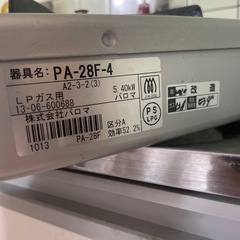 器具名: PA-28F-4
A2-3-2(3)
LPガス用 5.40kW
13.06-600688 パロマ
株式会社パロマ
区分A
効率52.2%
1013 PA-28F
PS
LPG
改造